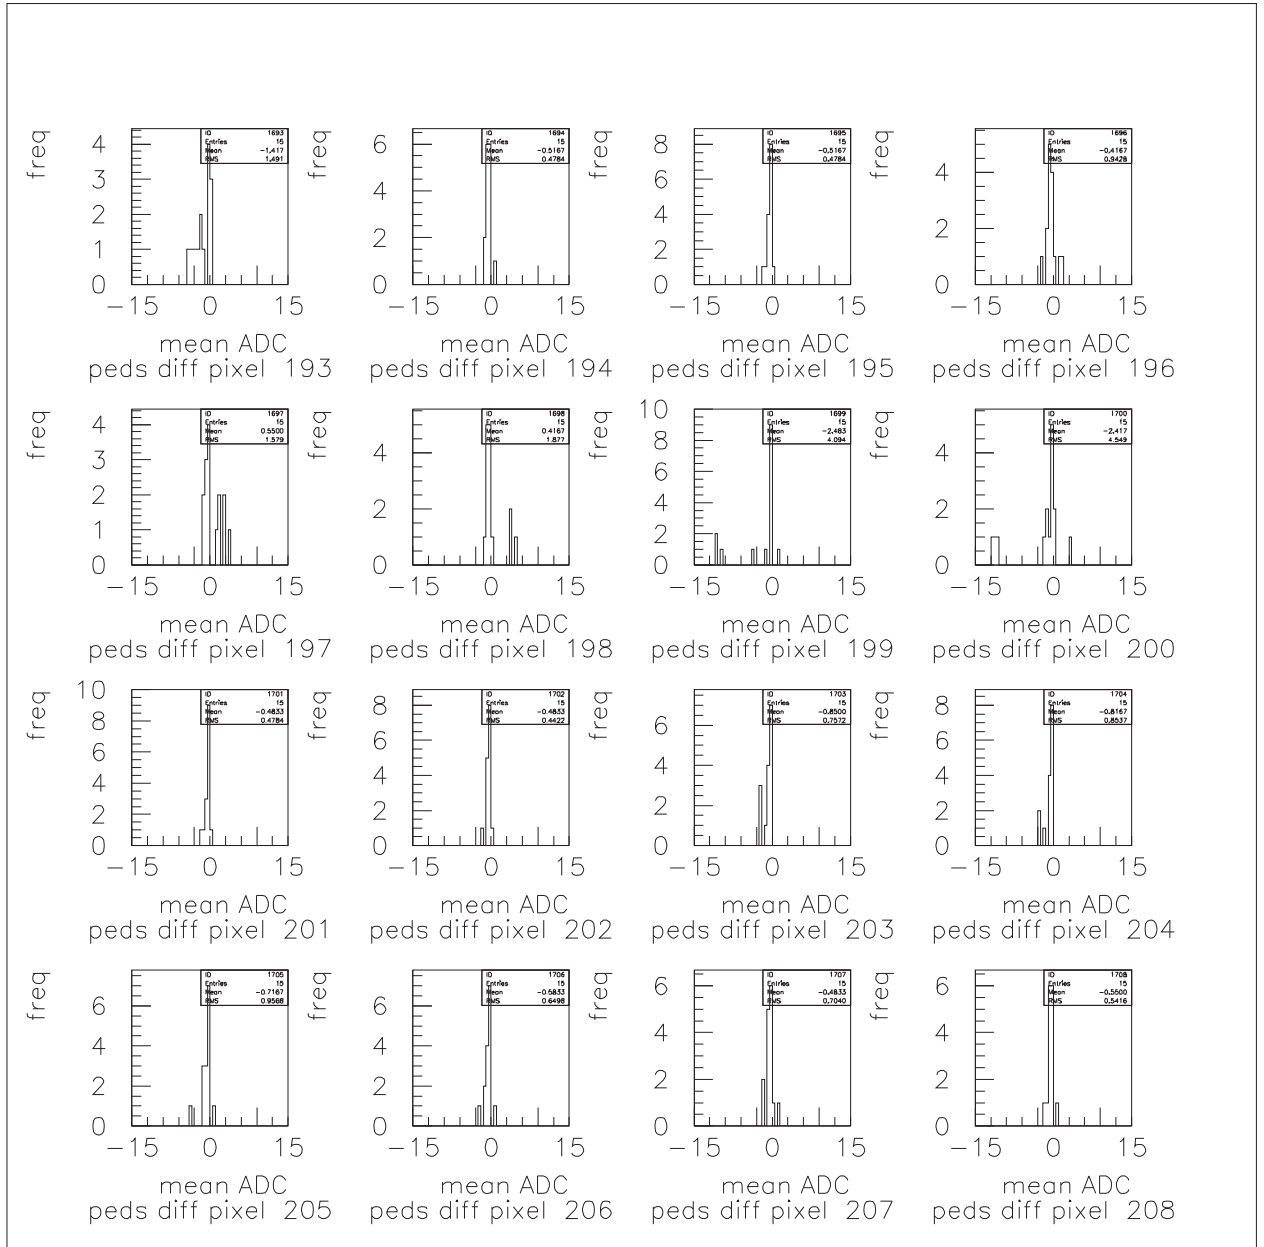 freq
ID 1693
Entries 15
Mean -1.417
RMS 1.491
4
3
2
1
0
-15 0 15
mean ADC
peds diff pixel 193
freq
ID 1694
Entries 15
Mean -0.5167
RMS 0.4784
6
4
2
0
-15 0 15
mean ADC
peds diff pixel 194
freq
ID 1695
Entries 15
Mean -0.5167
RMS 0.4784
8
6
4
2
0
-15 0 15
mean ADC
peds diff pixel 195
freq
ID 1696
Entries 15
Mean -0.4167
RMS 0.9428
4
2
0
-15 0 15
mean ADC
peds diff pixel 196
freq
ID 1697
Entries 15
Mean 0.5500
RMS 1.579
4
3
2
1
0
-15 0 15
mean ADC
peds diff pixel 197
freq
ID 1698
Entries 15
Mean 0.4167
RMS 1.877
4
2
0
-15 0 15
mean ADC
peds diff pixel 198
freq
ID 1699
Entries 15
Mean -2.483
RMS 4.094
10
8
6
4
2
0
-15 0 15
mean ADC
peds diff pixel 199
freq
ID 1700
Entries 15
Mean -2.417
RMS 4.549
4
2
0
-15 0 15
mean ADC
peds diff pixel 200
freq
ID 1701
Entries 15
Mean -0.4833
RMS 0.4784
10
8
6
4
2
0
-15 0 15
mean ADC
peds diff pixel 201
freq
ID 1702
Entries 15
Mean -0.4833
RMS 0.4422
8
6
4
2
0
-15 0 15
mean ADC
peds diff pixel 202
freq
ID 1703
Entries 15
Mean -0.8500
RMS 0.7572
6
4
2
0
-15 0 15
mean ADC
peds diff pixel 203
freq
ID 1704
Entries 15
Mean -0.8167
RMS 0.8537
8
6
4
2
0
-15 0 15
mean ADC
peds diff pixel 204
freq
ID 1705
Entries 15
Mean -0.7167
RMS 0.9568
6
4
2
0
-15 0 15
mean ADC
peds diff pixel 205
freq
ID 1706
Entries 15
Mean
RMS 0.6498
6
4
2
0
-15 0 15
mean ADC
peds diff pixel 206
freq
ID 1707
Entries 15
Mean -0.4833
RMS 0.7040
6
4
2
0
-15 0 15
mean ADC
peds diff pixel 207
freq
ID 1708
Entries 15
Mean
RMS 0.5416
6
4
2
0
-15 0 15
mean ADC
peds diff pixel 208